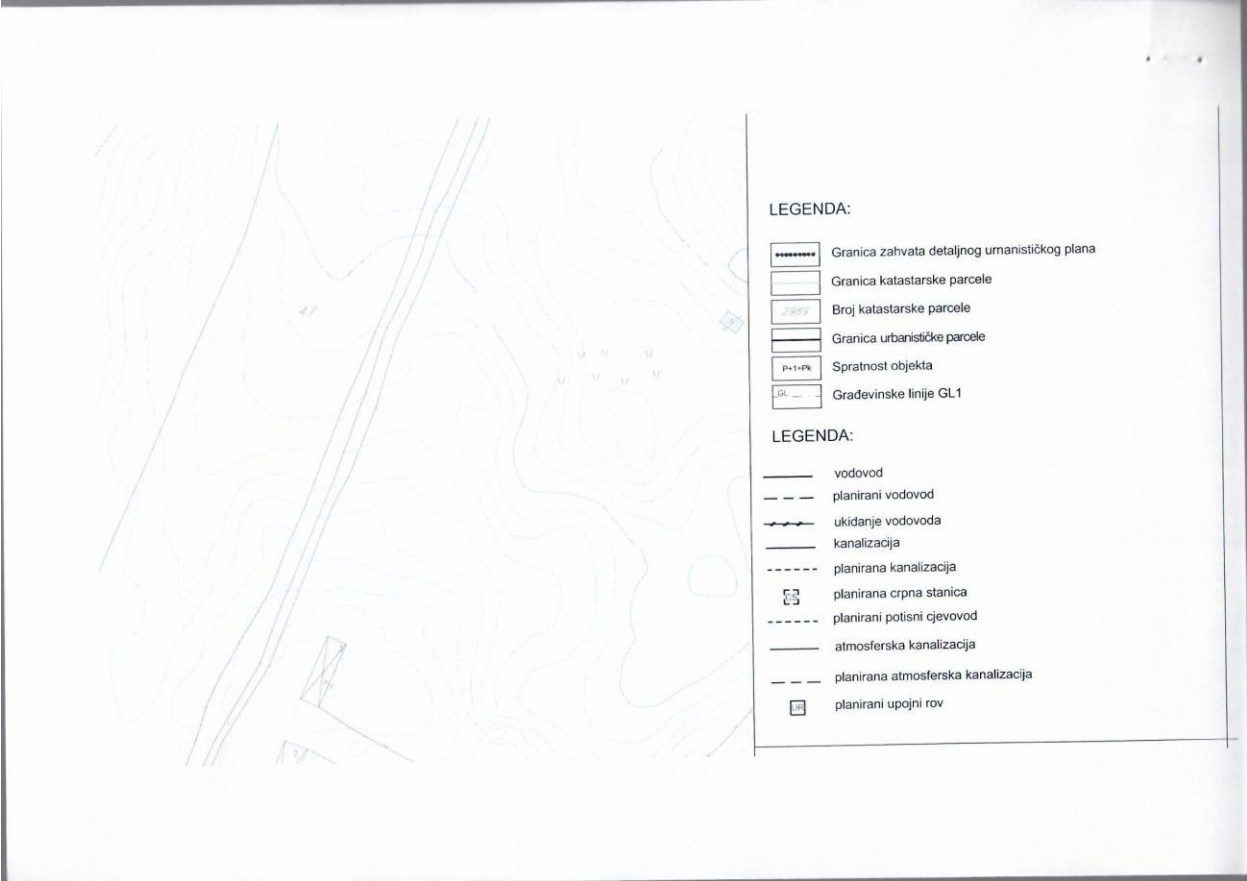 47
LEGENDA:
Granica zahvata detaljnog urnanističkog plana
Granica katastarske parcele
2989 Broj katastarske parcele
Granica urbanističke parcele
P+1+Pk Spratnost objekta
GL Građevinske linije GL1
LEGENDA:
vodovod
planirani vodovod
ukidanje vodovoda
kanalizacija
planirana kanalizacija
CS planirana crpna stanica
planirani potisni cjevovod
atmosferska kanalizacija
planirana atmosferska kanalizacija
UR planirani upojni rov